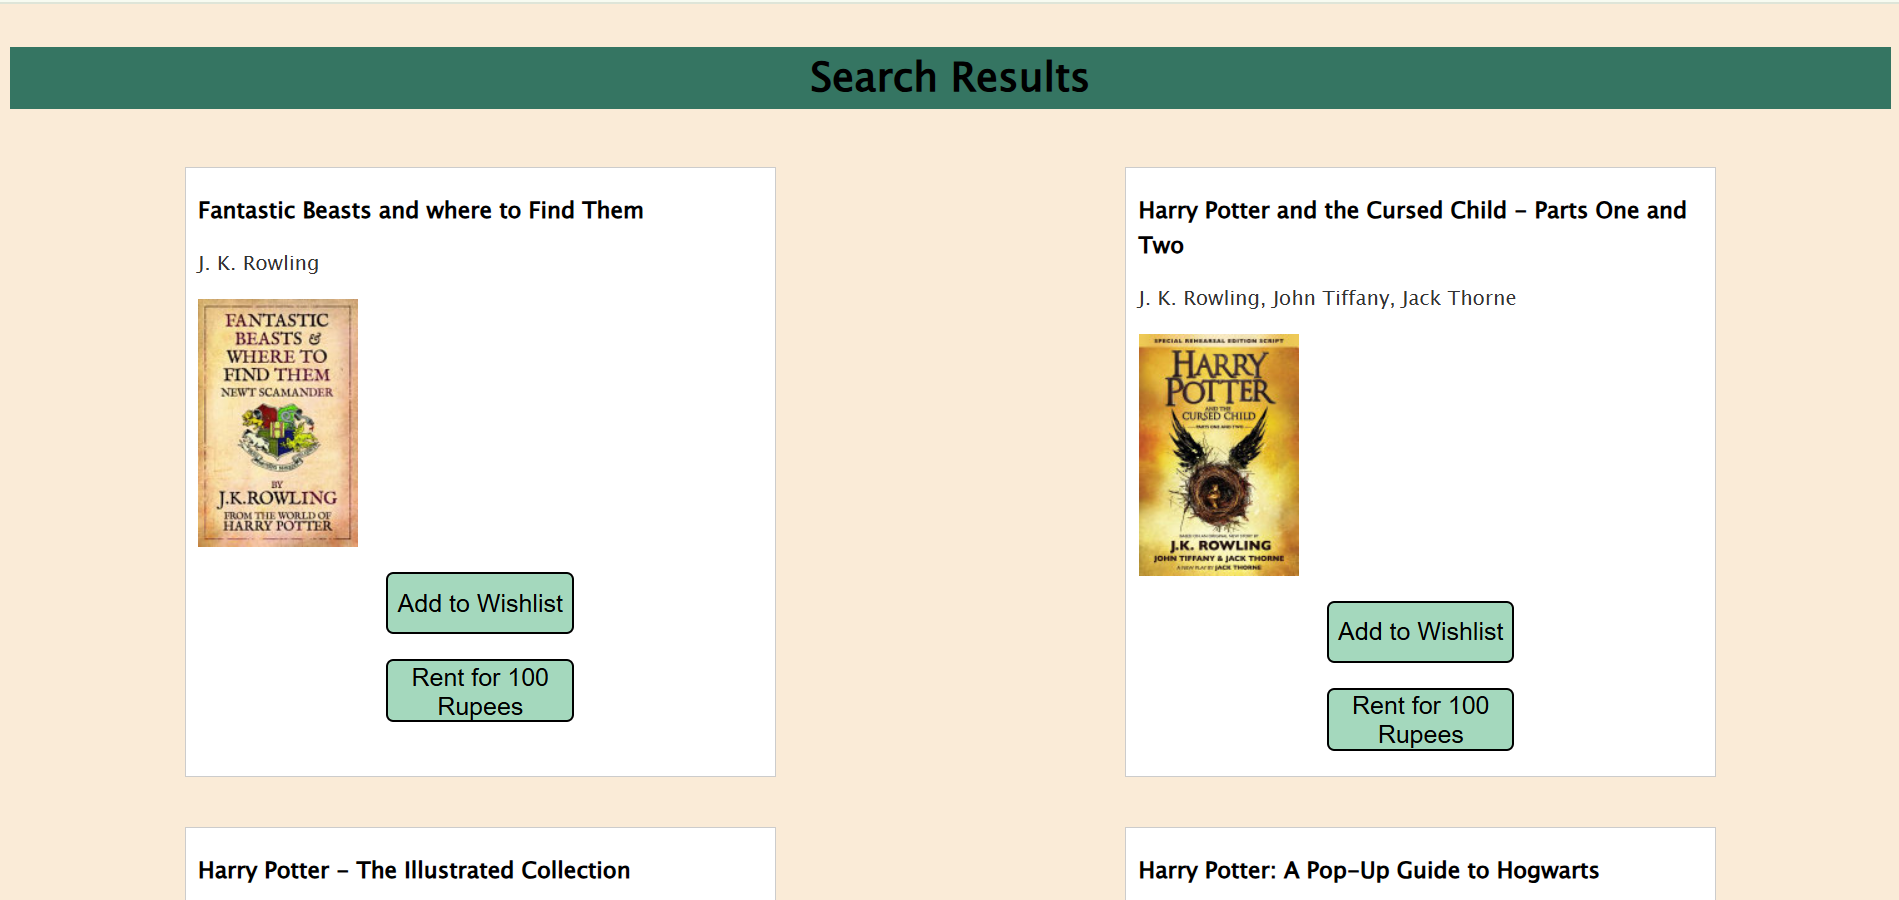 Search Results
Fantastic Beasts and where to Find Them
J. K. Rowling
FANTASTIC
BEASTS &
WHERE TO
FIND THEM
NEWT SCAMANDER
BY
J.K.ROWLING
FROM THE WORLD OF
HARRY POTTER
Add to Wishlist
Rent for 100
Rupees
Harry Potter and the Cursed Child – Parts One and
Two
J. K. Rowling, John Tiffany, Jack Thorne
SPECIAL REHEARSAL EDITION SCRIPT
HARRY
POTTER
AND THE
CURSED CHILD
PARTS ONE AND TWO
BASED ON AN ORIGINAL NEW STORY BY
J.K. ROWLING
JOHN TIFFANY & JACK THORNE
A NEW PLAY BY JACK THORNE
Add to Wishlist
Rent for 100
Rupees
Harry Potter – The Illustrated Collection
Harry Potter: A Pop–Up Guide to Hogwarts